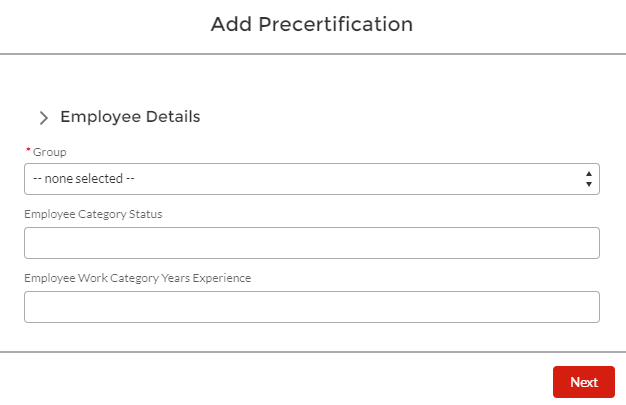 Add Precertification
Employee Details
* Group
-- none selected --
Employee Category Status
Employee Work Category Years Experience
Next